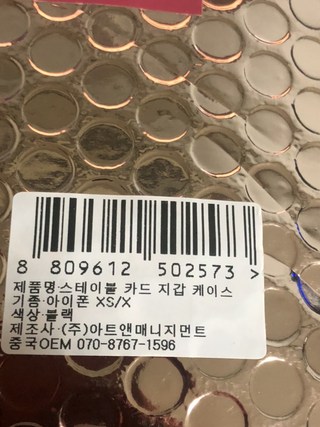 8 809612 502573 >
제품명·스테이블 카드 지갑 케이스
기종·아이폰 XS/X
색상·블랙
제조사·(주)아트앤매니지먼트
중국OEM 070-8767-1596